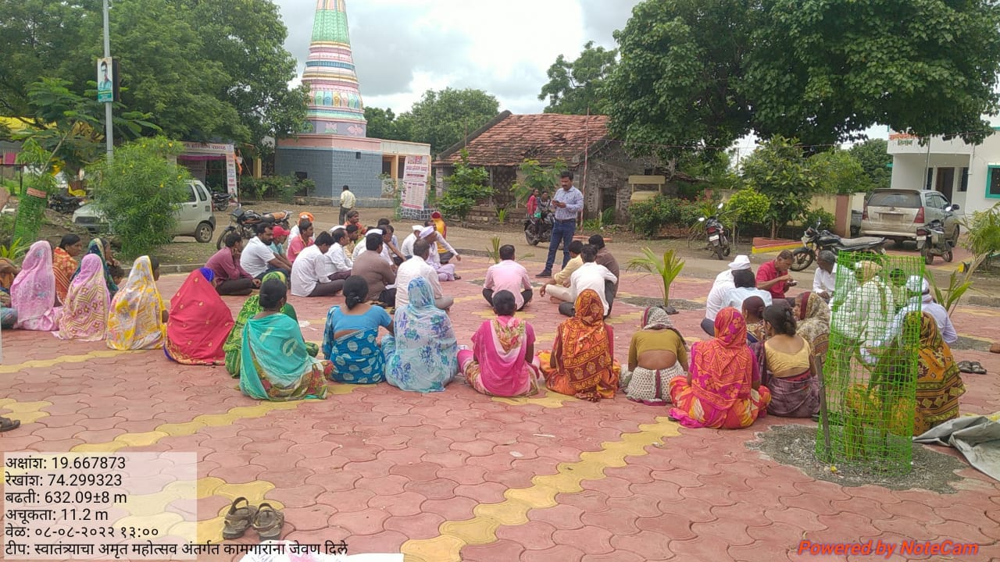 अक्षांश: 19.667873
रेखांश: 74.299323
बढती: 632.09±8 m
अचूकता: 11.2 m
वेळ: ०८-०८-२०२२ १३:००
टीप: स्वातंत्र्याचा अमृत महोत्सव अंतर्गत कामगारांना जेवण दिले
Powered by NoteCam